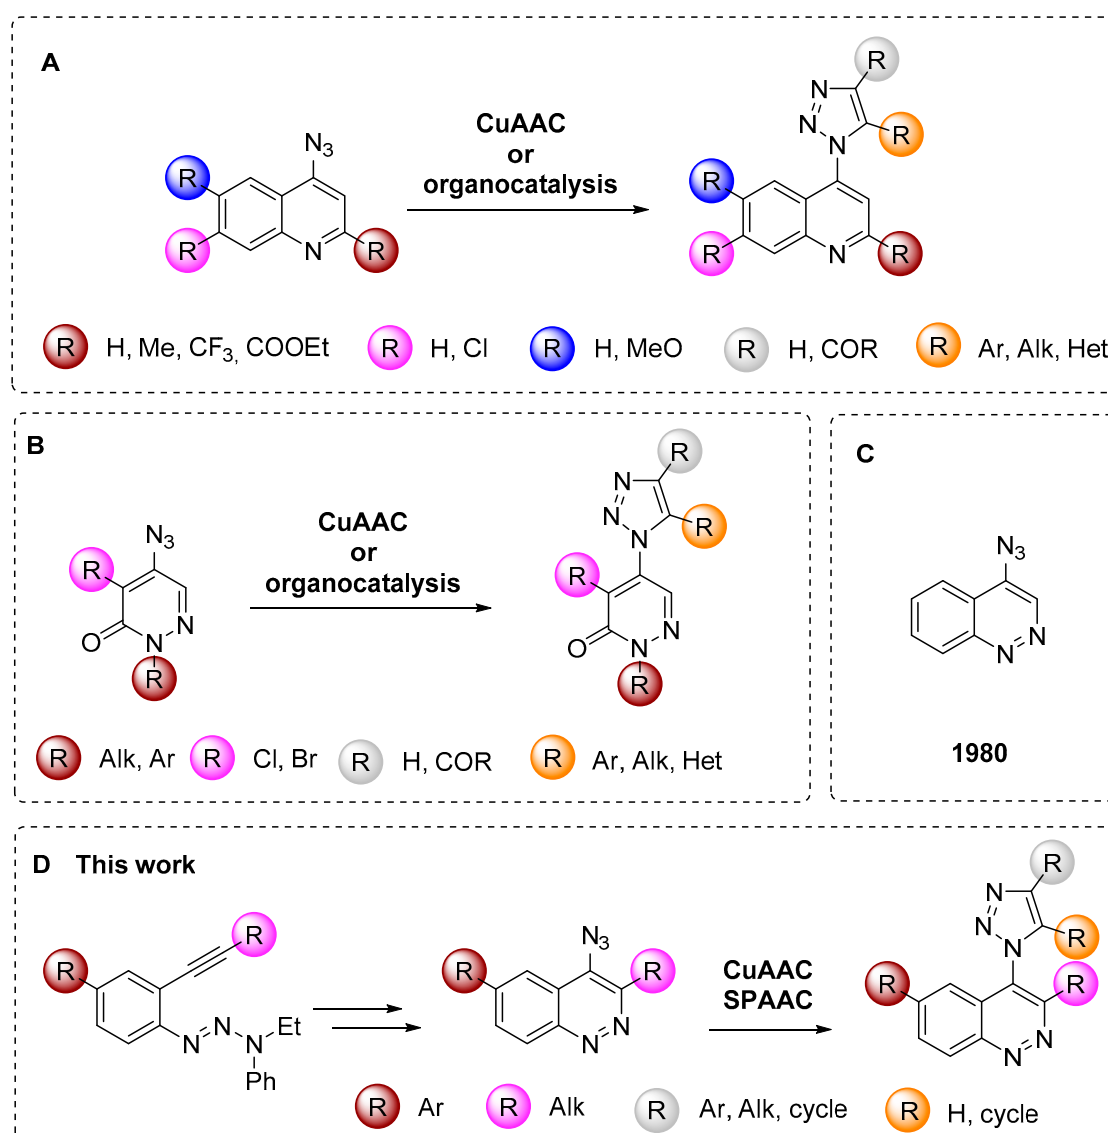 A
R
N₃
R
R
N
R
CuAAC
or
organocatalysis
R
N
N
N
R
R
R
N
R
R H, Me, CF₃, COOEt
R H, Cl
R H, MeO
R H, COR
R Ar, Alk, Het
B
N₃
R
O
N
N
R
CuAAC
or
organocatalysis
R
N
N
N
R
R
O
N
N
R
R Alk, Ar
R Cl, Br
R H, COR
R Ar, Alk, Het
C
N₃
N
N
1980
D This work
R
R
N
N
N
Et
Ph
N₃
R
R
N
N
CuAAC
SPAAC
R
N
N
N
R
R
R
N
N
R Ar
R Alk
R Ar, Alk, cycle
R H, cycle